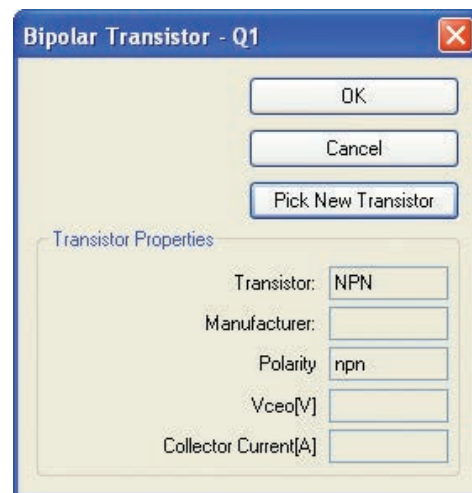 Bipolar Transistor - Q1
OK
Cancel
Pick New Transistor
Transistor Properties
Transistor: NPN
Manufacturer:
Polarity npn
Vceo[V]
Collector Current[A]